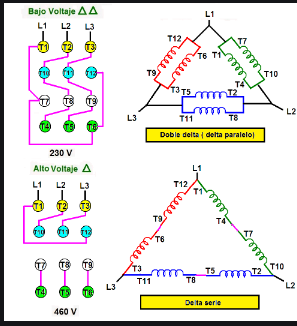 Bajo Voltaje △ △
L1 L2 L3
T1 T2 T3
T10 T11 T12
T7 T8 T9
T4 T5 T6
230 V
L1
T12 T7
T9 T6 T1 T10
T3 T5 T2 T4
L3 T11 T8 L2
Doble delta ( delta paralelo)
Alto Voltaje △
L1 L2 L3
T1 T2 T3
T10 T11 T12
T7 T8 T9
T4 T5 T6
460 V
L1
T12 T1
T9 T4
T6 T7
T3 T10
L3 T11 T8 T5 T2 L2
Delta serie